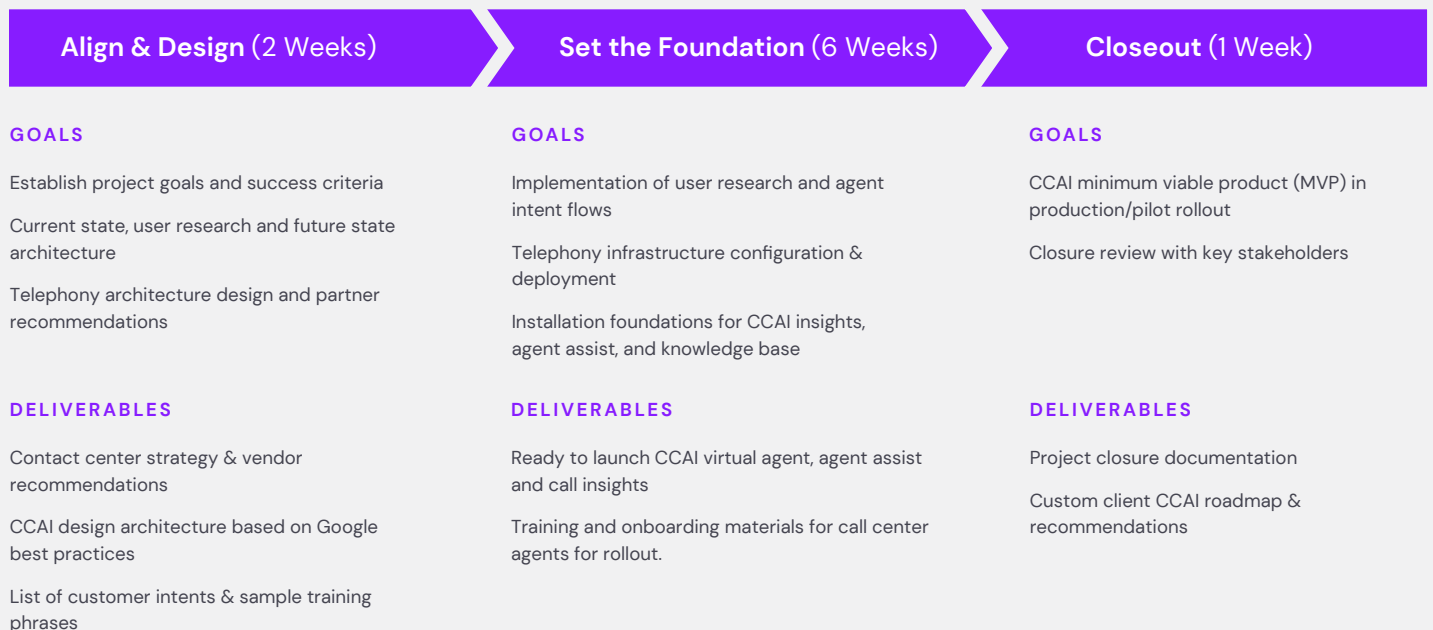 Align & Design (2 Weeks)
Set the Foundation (6 Weeks)
Closeout (1 Week)
GOALS
Establish project goals and success criteria
Current state, user research and future state
architecture
Telephony architecture design and partner
recommendations
GOALS
Implementation of user research and agent
intent flows
Telephony infrastructure configuration &
deployment
Installation foundations for CCAI insights,
agent assist, and knowledge base
GOALS
CCAI minimum viable product (MVP) in
production/pilot rollout
Closure review with key stakeholders
DELIVERABLES
Contact center strategy & vendor
recommendations
CCAI design architecture based on Google
best practices
List of customer intents & sample training
phrases
DELIVERABLES
Ready to launch CCAI virtual agent, agent assist
and call insights
Training and onboarding materials for call center
agents for rollout.
DELIVERABLES
Project closure documentation
Custom client CCAI roadmap &
recommendations